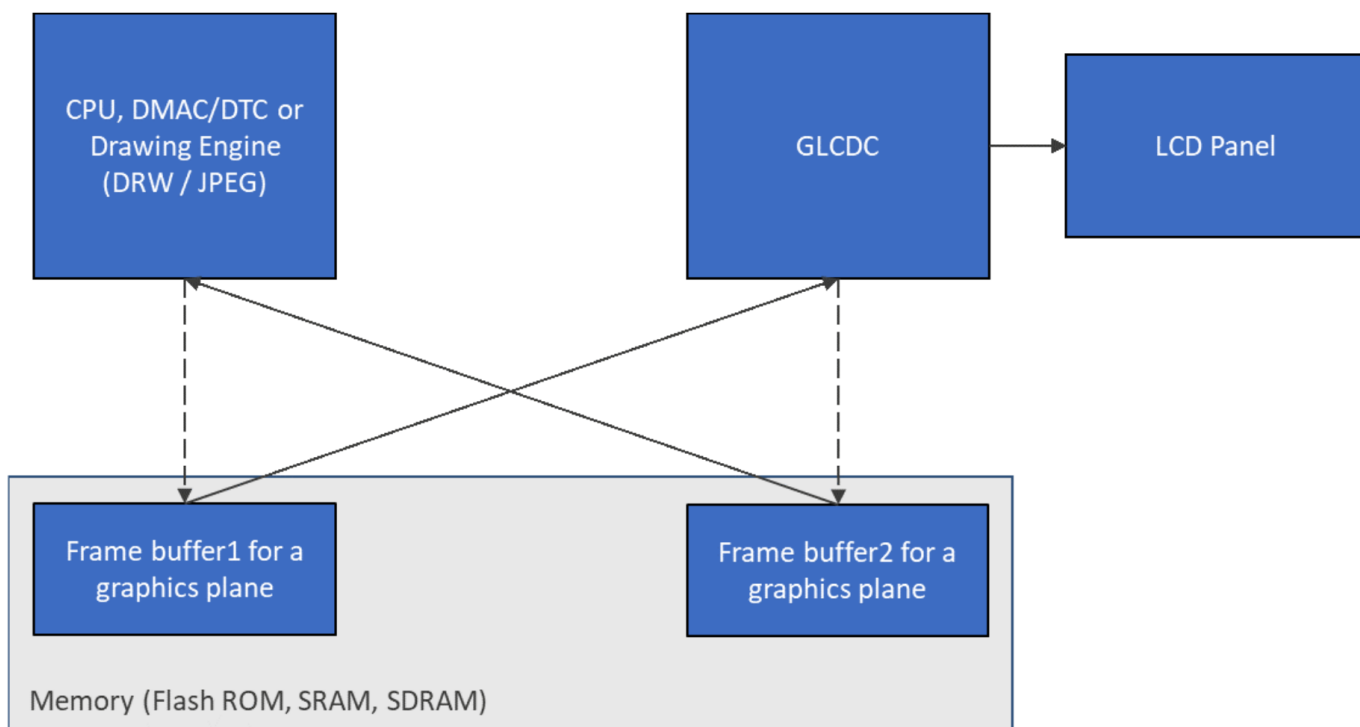 CPU, DMAC/DTC or
Drawing Engine
(DRW / JPEG)
GLCDC
LCD Panel
Frame buffer1 for a
graphics plane
Frame buffer2 for a
graphics plane
Memory (Flash ROM, SRAM, SDRAM)